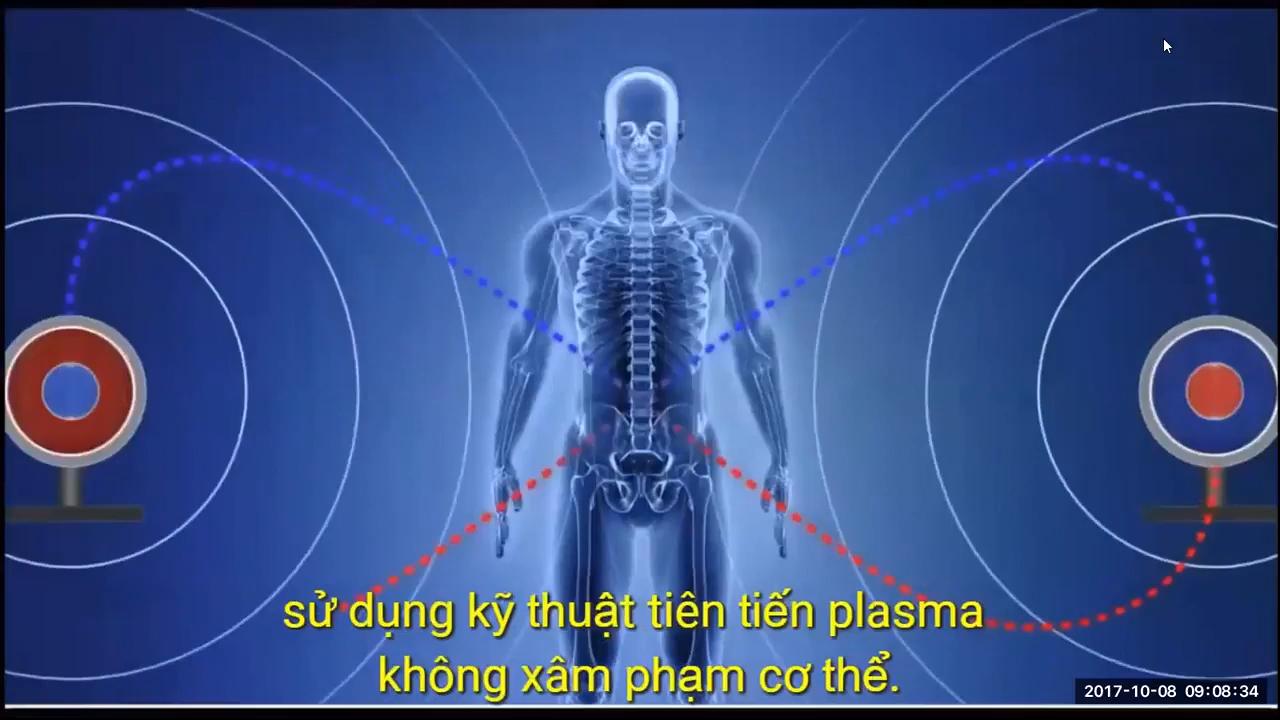 sử dụng kỹ thuật tiên tiến plasma
không xâm phạm cơ thể.
2017-10-08 09:08:34